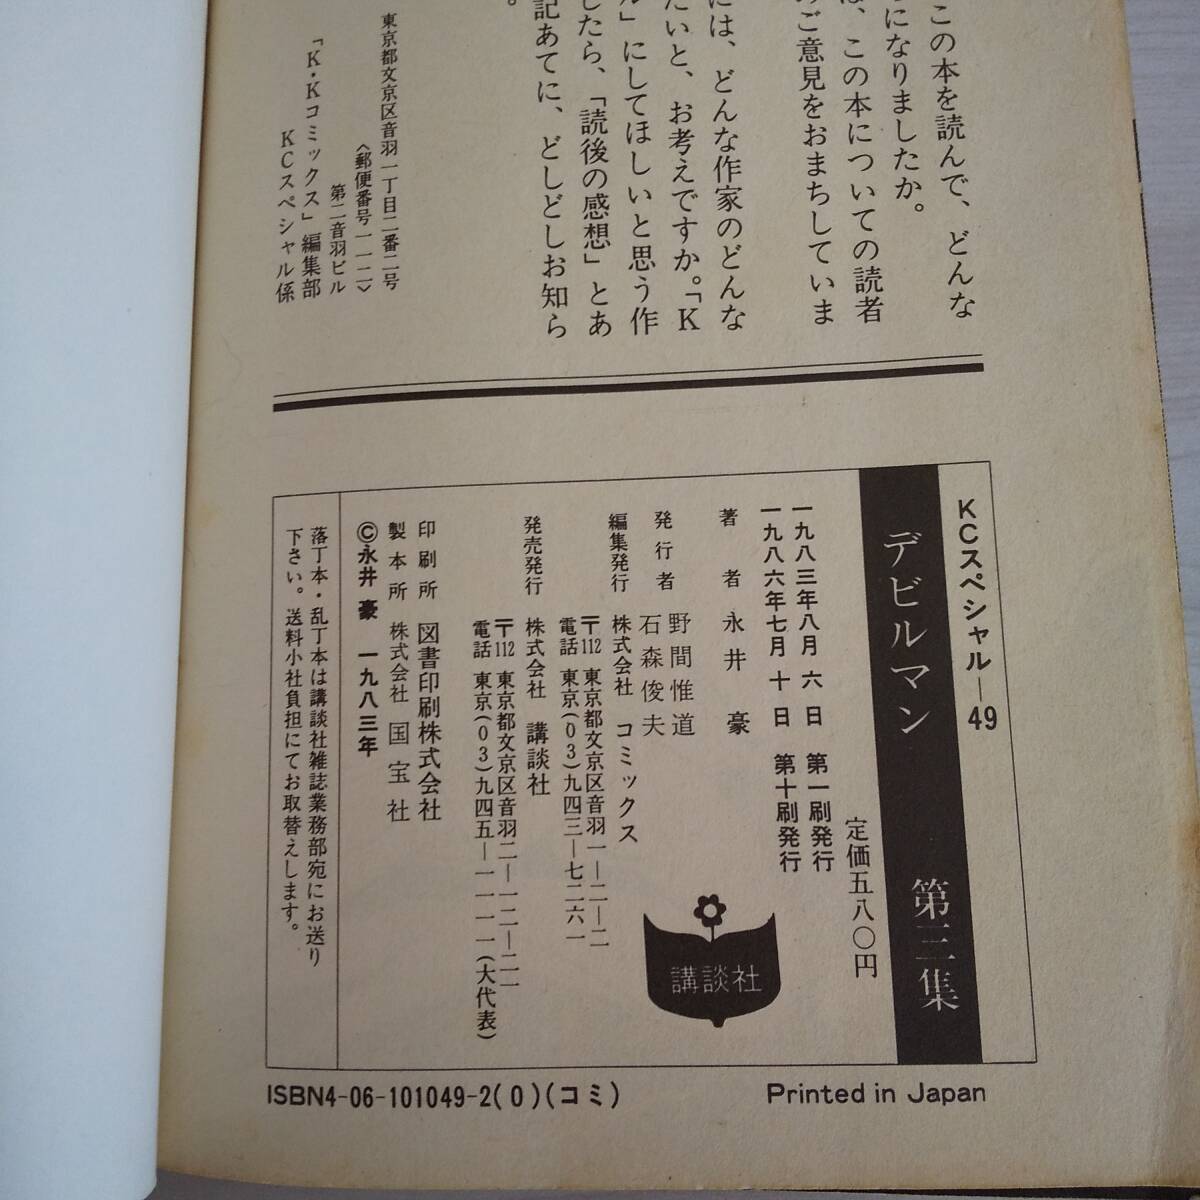 この本を読んで、どんな
になりましたか。
、この本についての読者
のご意見をおまちしていま
には、どんな作家のどんな
たいと、お考えですか。「K
ル」にしてほしいと思う作
したら、「読後の感想」とあ
記あてに、どしどしお知ら
。
東京都文京区音羽一丁目二番二号
〈郵便番号一一二〉
第二音羽ビル
「K・Kコミックス」編集部
KCスペシャル係
KCスペシャル—49
デビルマン 第三集
定価五八〇円
一九八三年八月六日 第一刷発行
一九八六年七月十日 第十刷発行
著者 永井豪
発行者 野間惟道
石森俊夫
編集発行 株式会社 コミックス
〒112 東京都文京区音羽一—二—二
電話 東京(03)九四三—七二六一
発売発行 株式会社 講談社
〒112 東京都文京区音羽二—一二—二一
電話 東京(03)九四五—一一一一(大代表)
印刷所 図書印刷株式会社
製本所 株式会社 国宝社
©永井豪 一九八三年
落丁本・乱丁本は講談社雑誌業務部宛にお送り
下さい。送料小社負担にてお取替えします。
講談社
ISBN4-06-101049-2(0)(コミ)
Printed in Japan